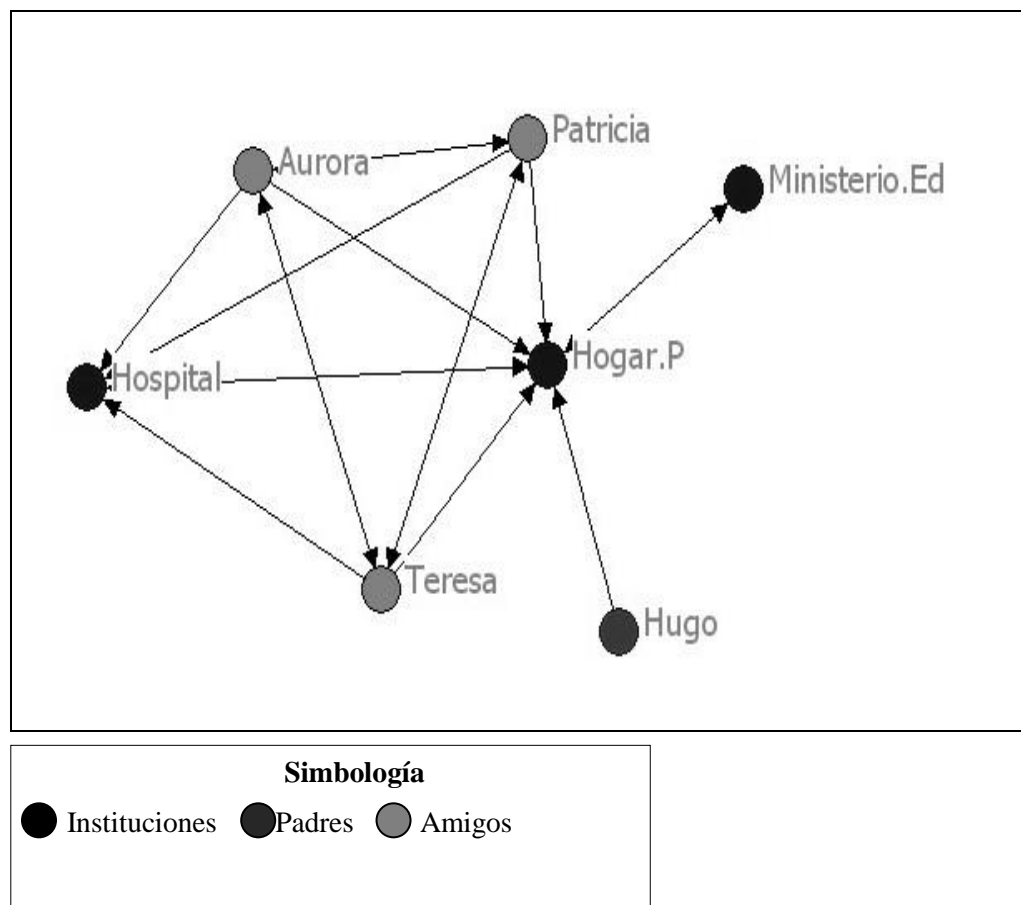 Patricia
Aurora
Ministerio.Ed
Hogar.P
Hospital
Teresa
Hugo
Simbología
Instituciones Padres Amigos